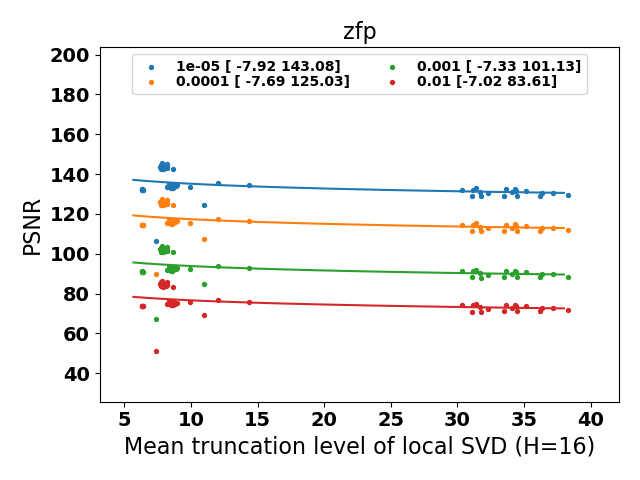 zfp
1e-05 [ -7.92 143.08]
0.0001 [ -7.69 125.03]
0.001 [ -7.33 101.13]
0.01 [-7.02 83.61]
PSNR
200
180
160
140
120
100
80
60
40
5 10 15 20 25 30 35 40
Mean truncation level of local SVD (H=16)